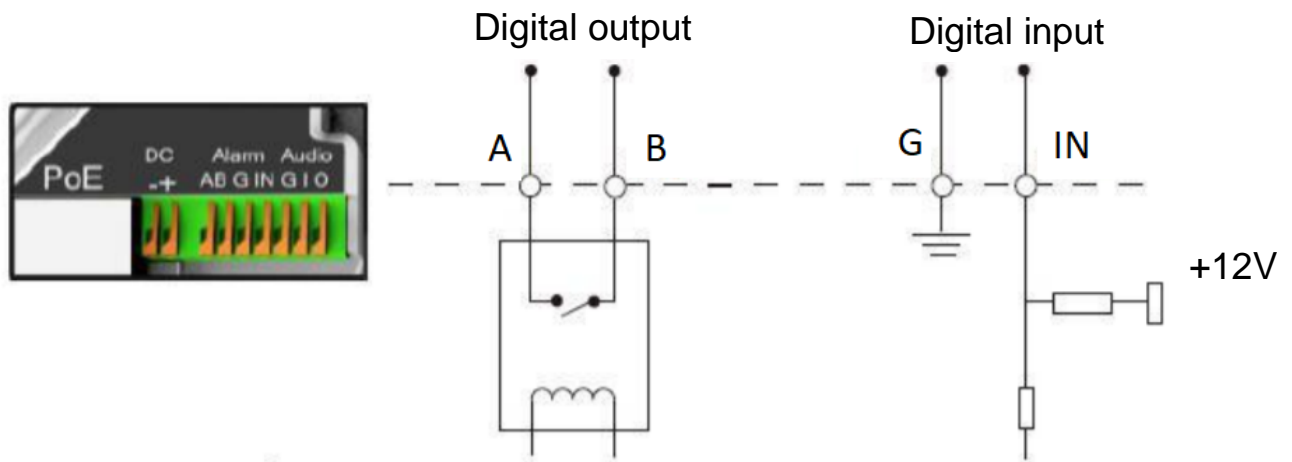 Digital output
Digital input
A
B
G
IN
DC
Alarm
Audio
PoE
-+
AB G IN G I O
+12V